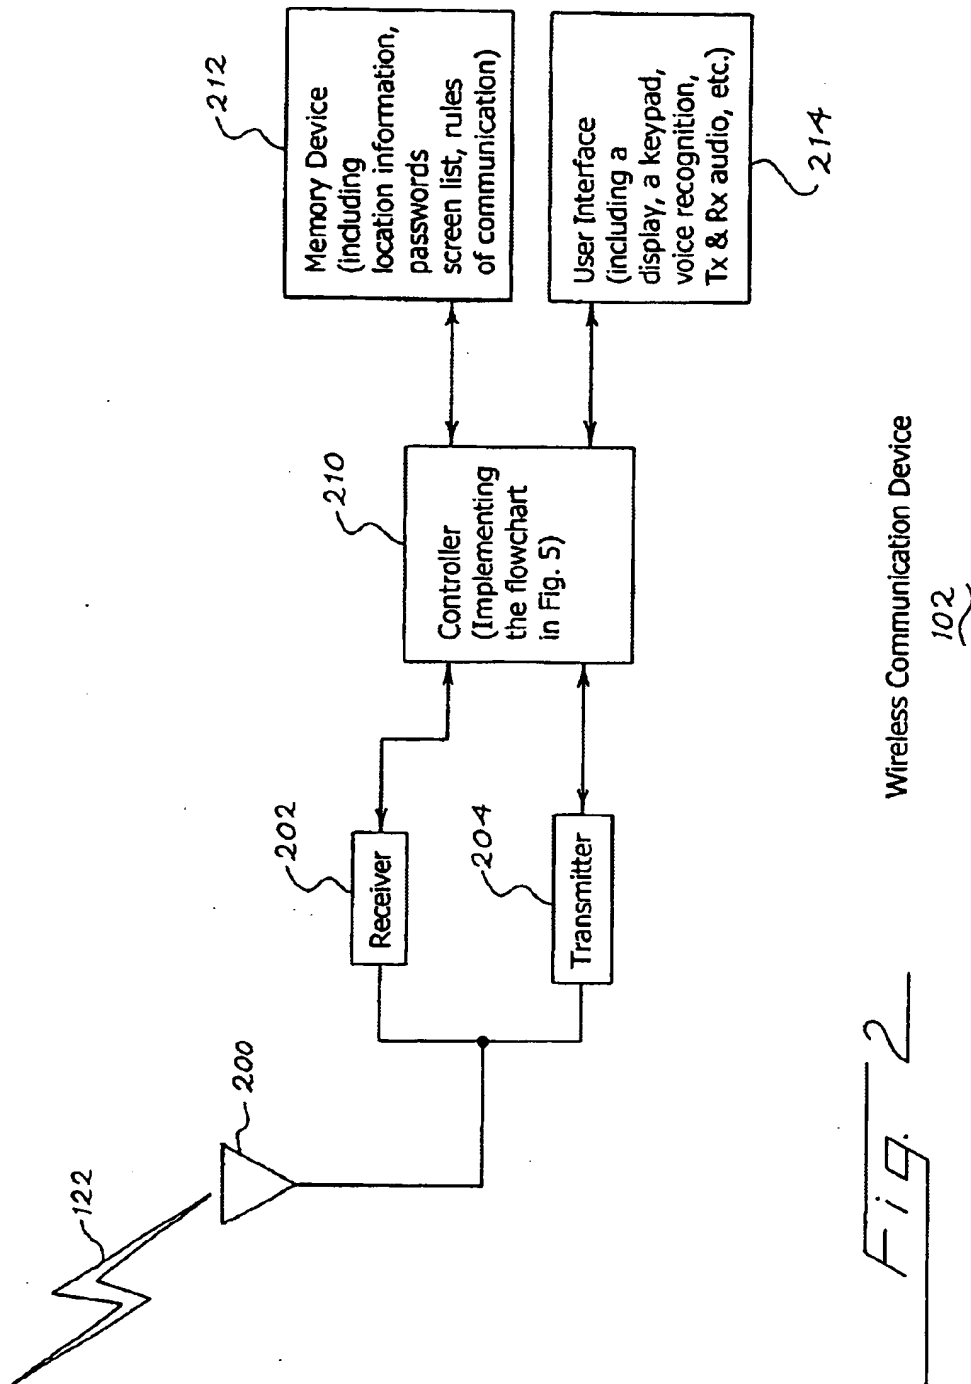 122
200
Receiver
202
Transmitter
204
Controller
(Implementing
the flowchart
in Fig. 5)
210
Memory Device
(including
location information,
passwords
screen list, rules
of communication)
212
User Interface
(including a
display, a keypad,
voice recognition,
Tx & Rx audio, etc.)
214
Wireless Communication Device
102
Fig. 2